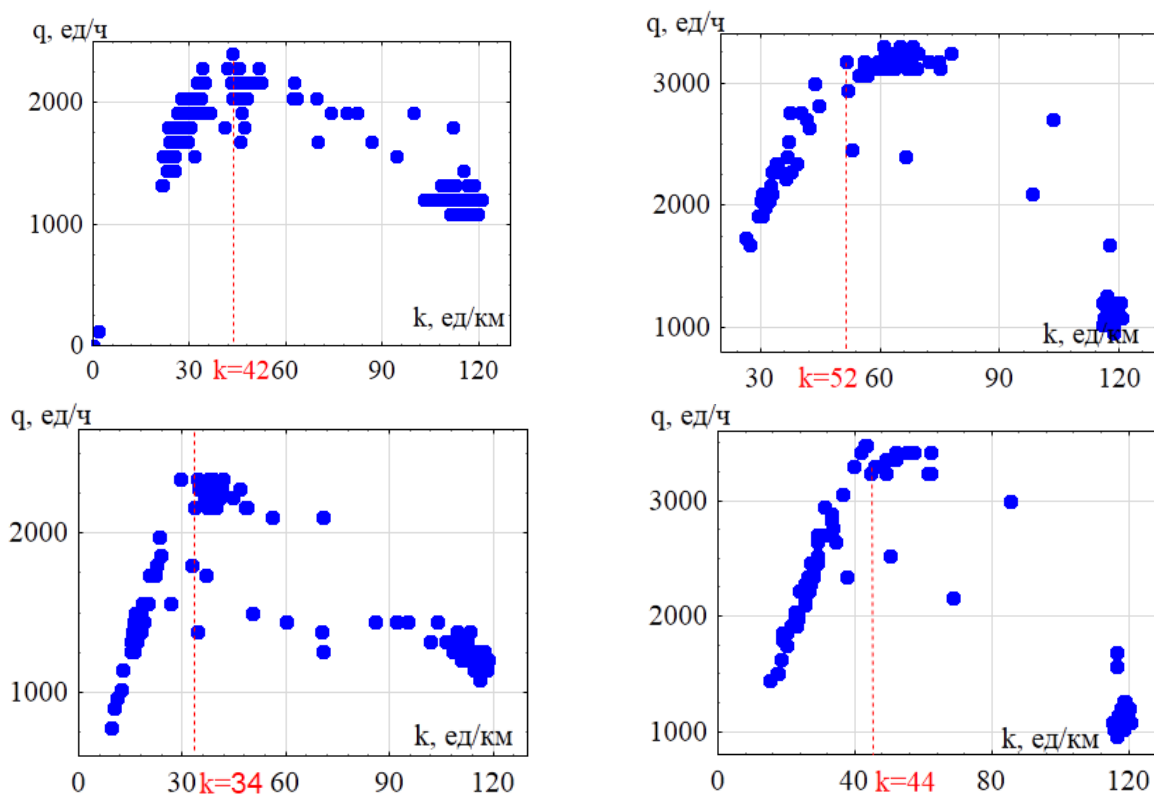 q, ед/ч
2000
1000
0
k, ед/км
0 30 k=42 60 90 120
q, ед/ч
3000
2000
1000
k, ед/км
30 k=52 60 90 120
q, ед/ч
2000
1000
k, ед/км
0 30 k=34 60 90 120
q, ед/ч
3000
2000
1000
k, ед/км
0 40 k=44 80 120